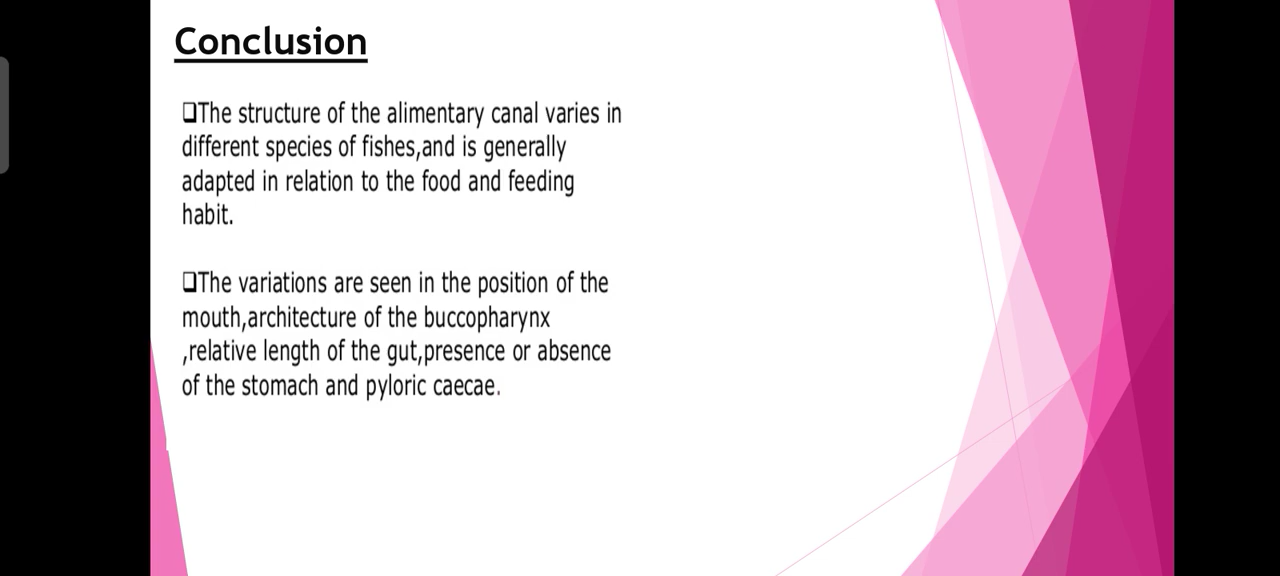 Conclusion
❑The structure of the alimentary canal varies in
different species of fishes,and is generally
adapted in relation to the food and feeding
habit.
❑The variations are seen in the position of the
mouth,architecture of the buccopharynx
,relative length of the gut,presence or absence
of the stomach and pyloric caecae.